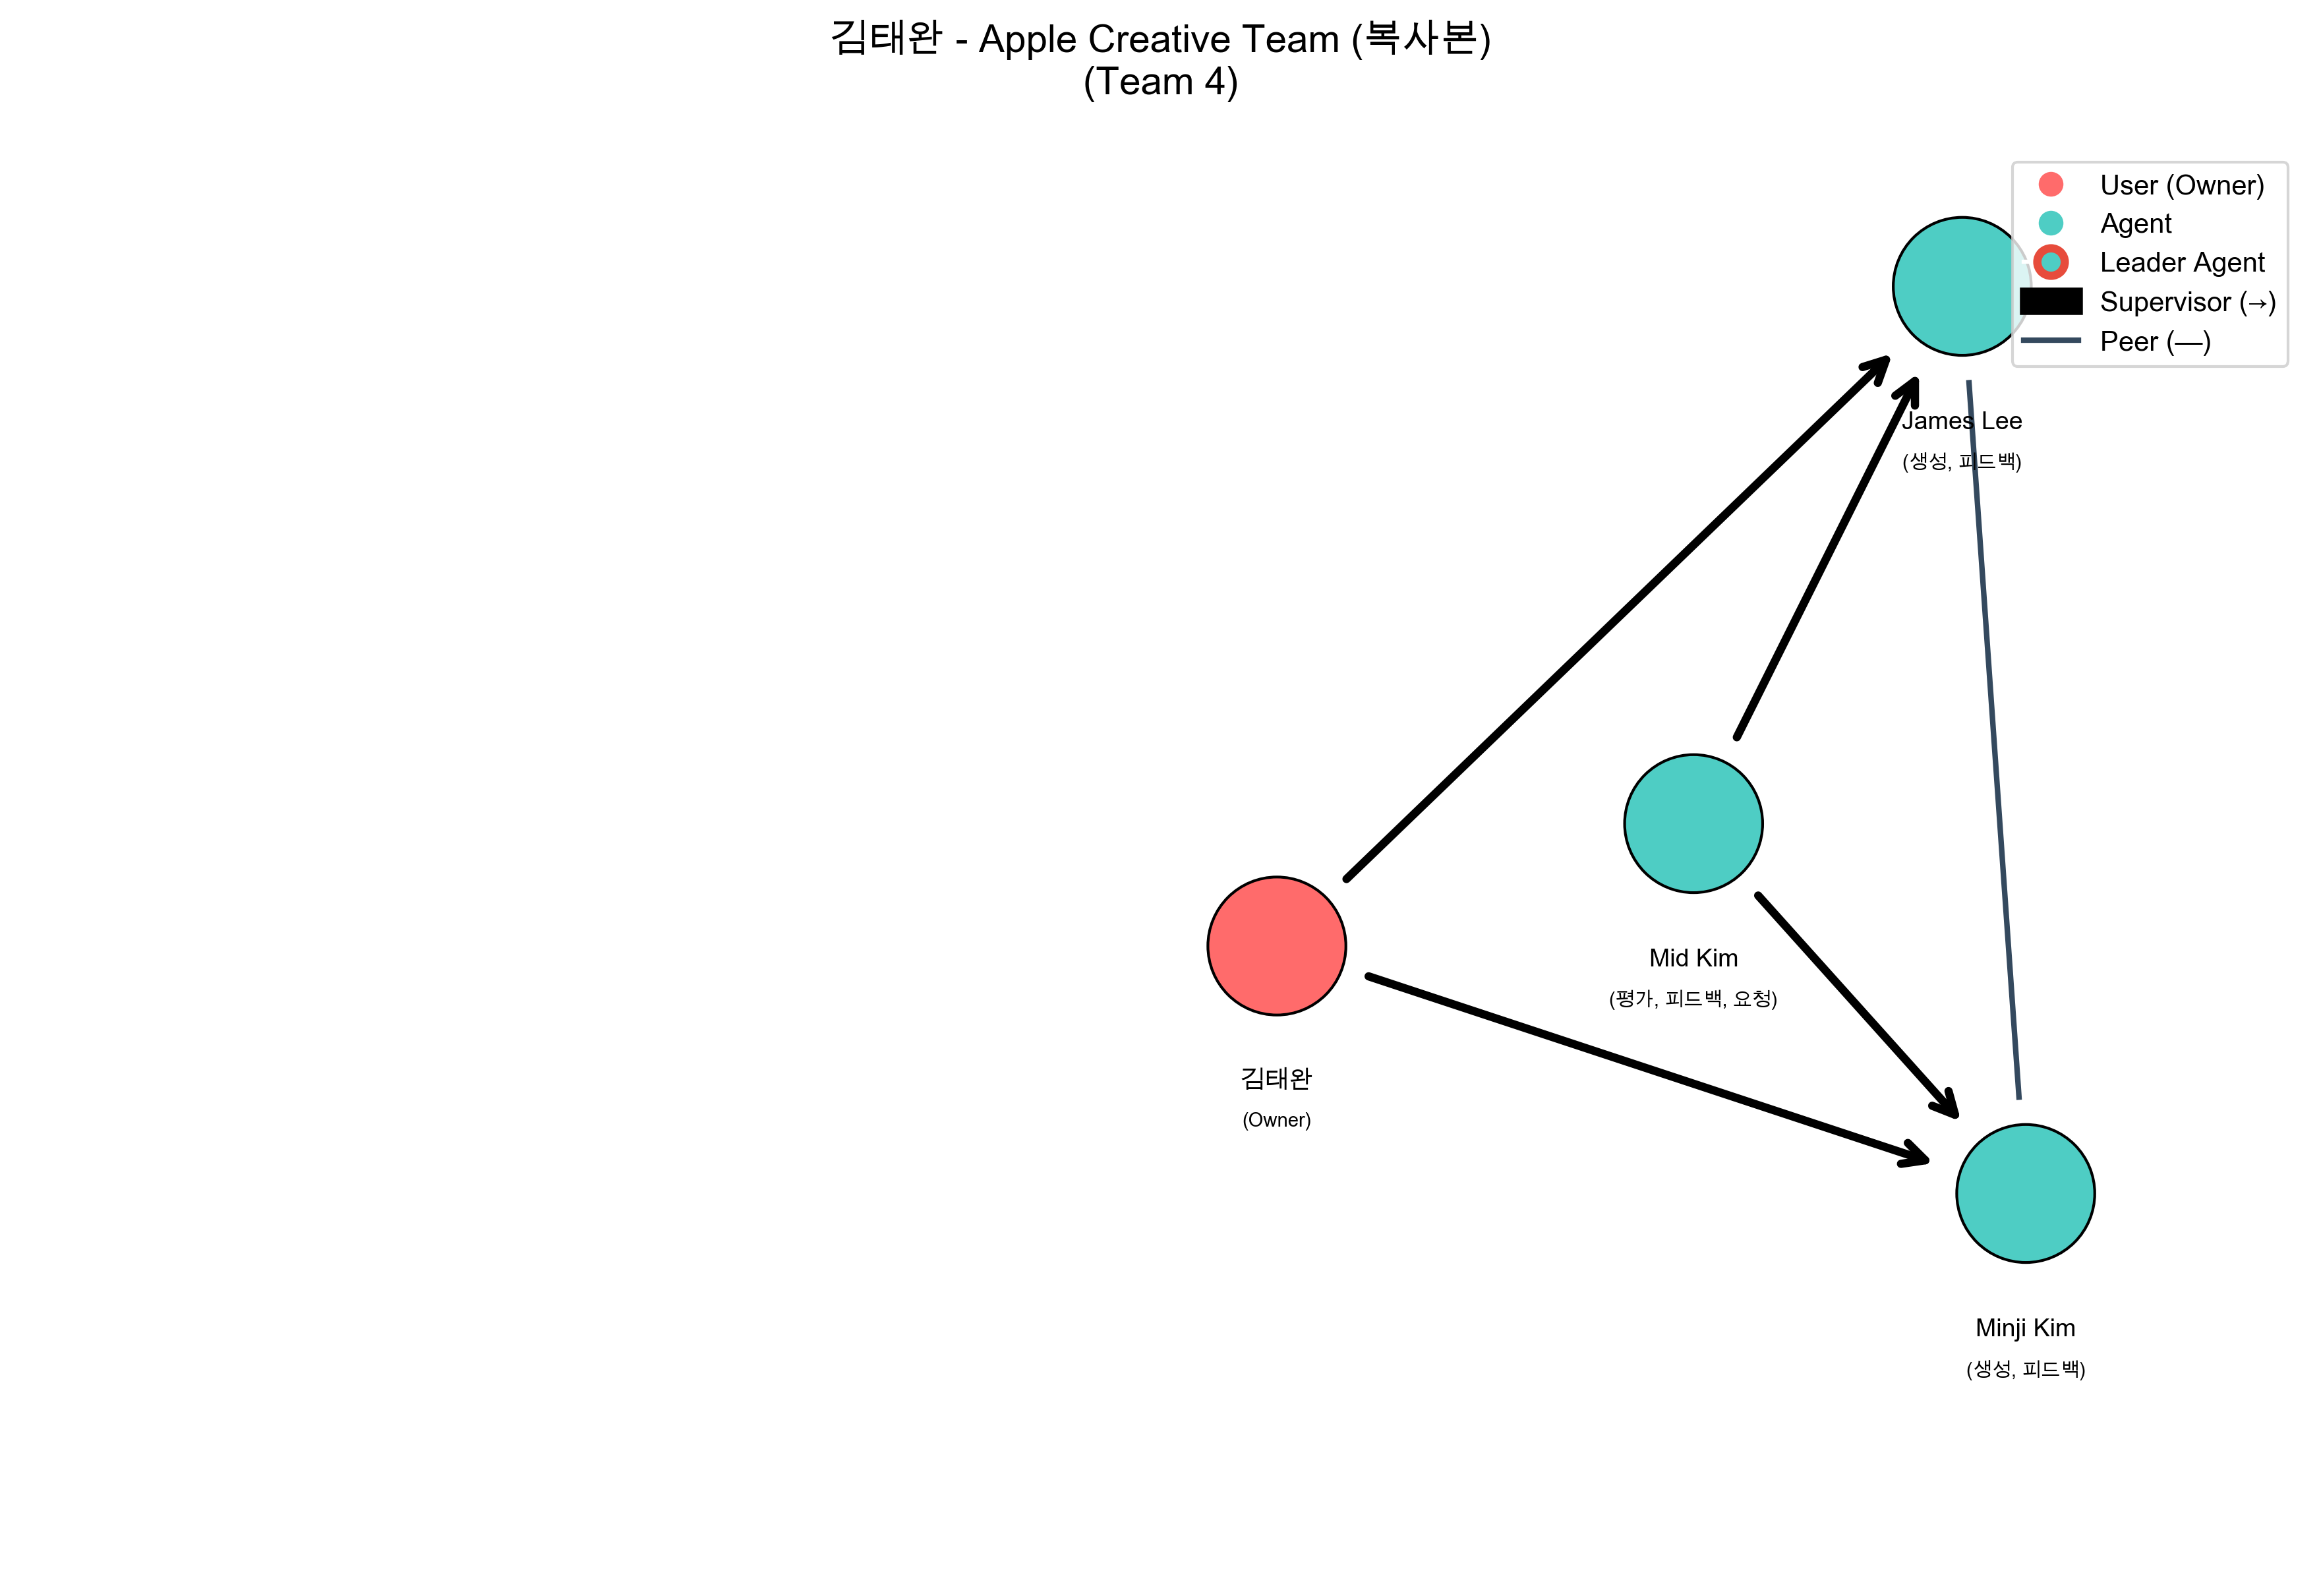 김태완 - Apple Creative Team (복사본)
(Team 4)
User (Owner)
Agent
Leader Agent
Supervisor (→)
Peer (—)
James Lee
(생성, 피드백)
Mid Kim
(평가, 피드백, 요청)
김태완
(Owner)
Minji Kim
(생성, 피드백)